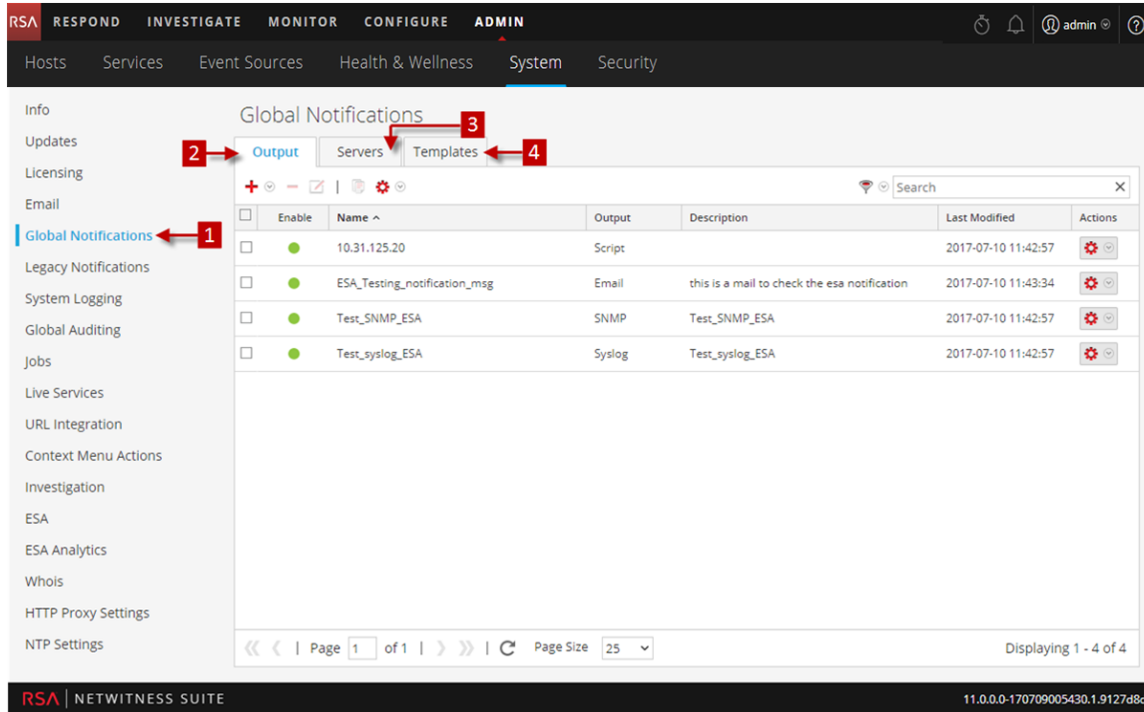 RSA RESPOND INVESTIGATE MONITOR CONFIGURE ADMIN admin ?
Hosts Services Event Sources Health & Wellness System Security
Info
Updates
Licensing
Email
Global Notifications 1
Legacy Notifications
System Logging
Global Auditing
Jobs
Live Services
URL Integration
Context Menu Actions
Investigation
ESA
ESA Analytics
Whois
HTTP Proxy Settings
NTP Settings
Global Notifications
3
2 Output Servers Templates 4
Search
Enable Name Output Description Last Modified Actions
10.31.125.20 Script 2017-07-10 11:42:57
ESA_Testing_notification_msg Email this is a mail to check the esa notification 2017-07-10 11:43:34
Test_SNMP_ESA SNMP Test_SNMP_ESA 2017-07-10 11:42:57
Test_syslog_ESA Syslog Test_syslog_ESA 2017-07-10 11:42:57
Page 1 of 1 Page Size 25 Displaying 1 - 4 of 4
RSA NETWITNESS SUITE 11.0.0.0-170709005430.1.9127d8